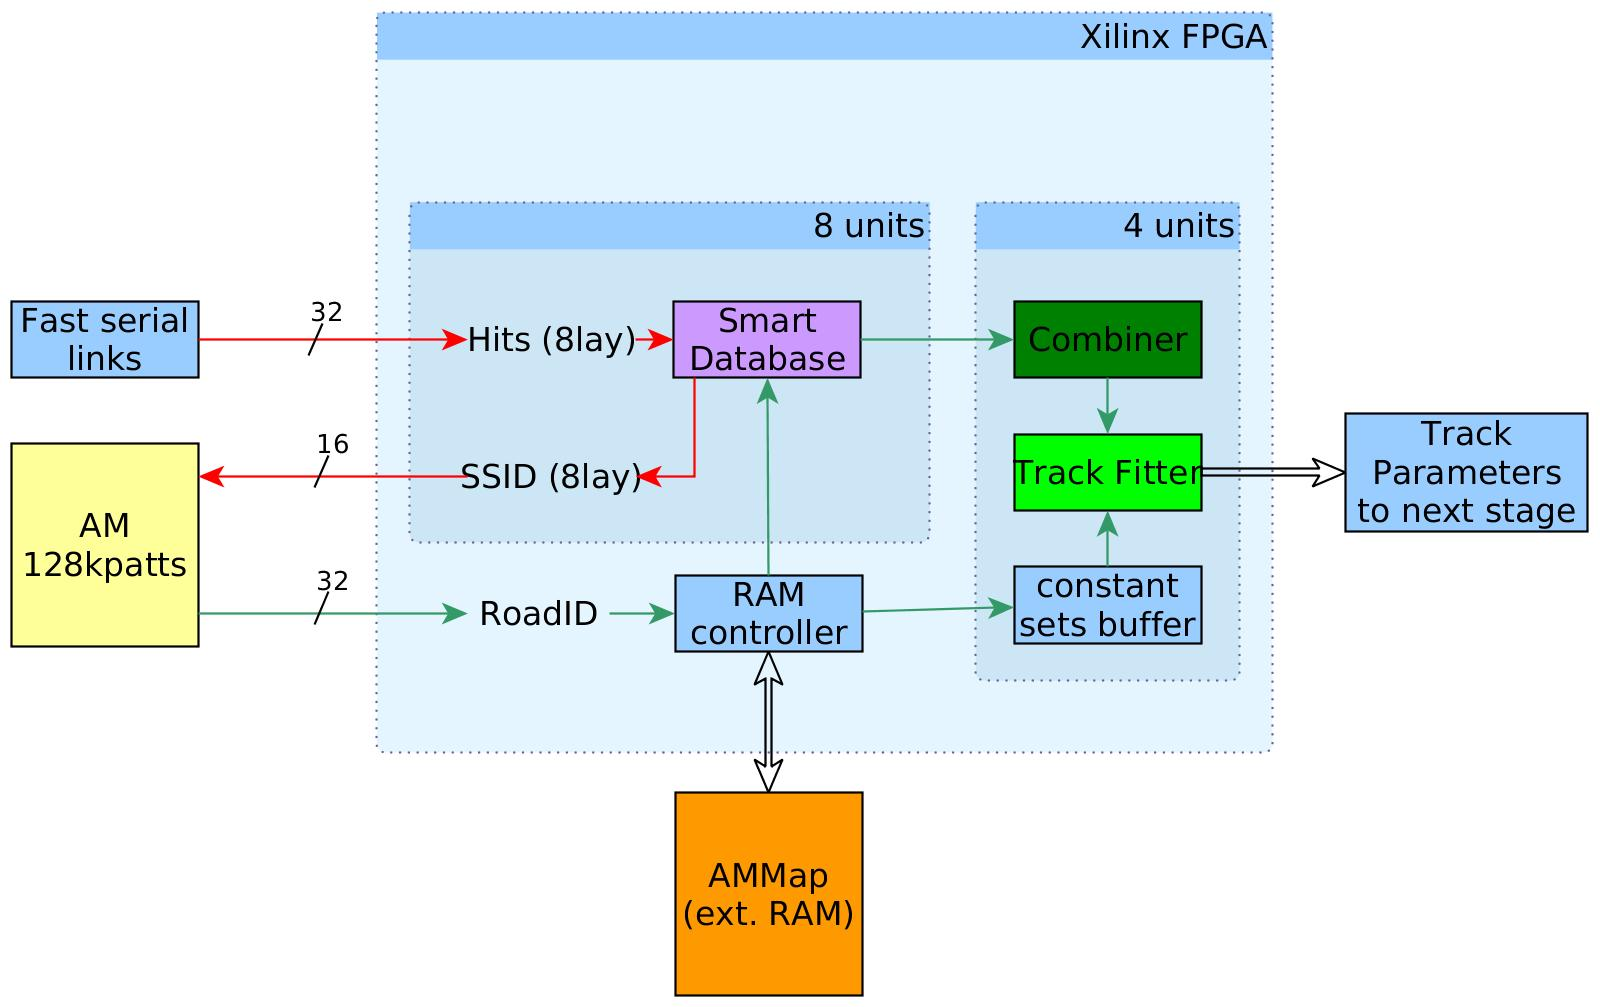 Xilinx FPGA
8 units
4 units
Fast serial
links
32
Hits (8lay)
Smart
Database
Combiner
16
SSID (8lay)
Track Fitter
Track
Parameters
to next stage
AM
128kpatts
32
RoadID
RAM
controller
constant
sets buffer
AMMap
(ext. RAM)